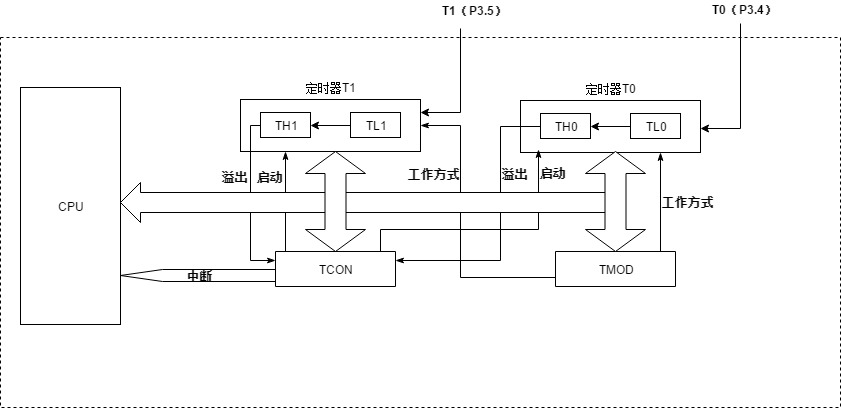 T1（P3.5）
T0（P3.4）
定时器T1
定时器T0
TH1
TL1
TH0
TL0
溢出
启动
工作方式
溢出
启动
工作方式
CPU
TCON
TMOD
中断